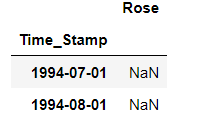 Rose
Time_Stamp
1994-07-01 NaN
1994-08-01 NaN